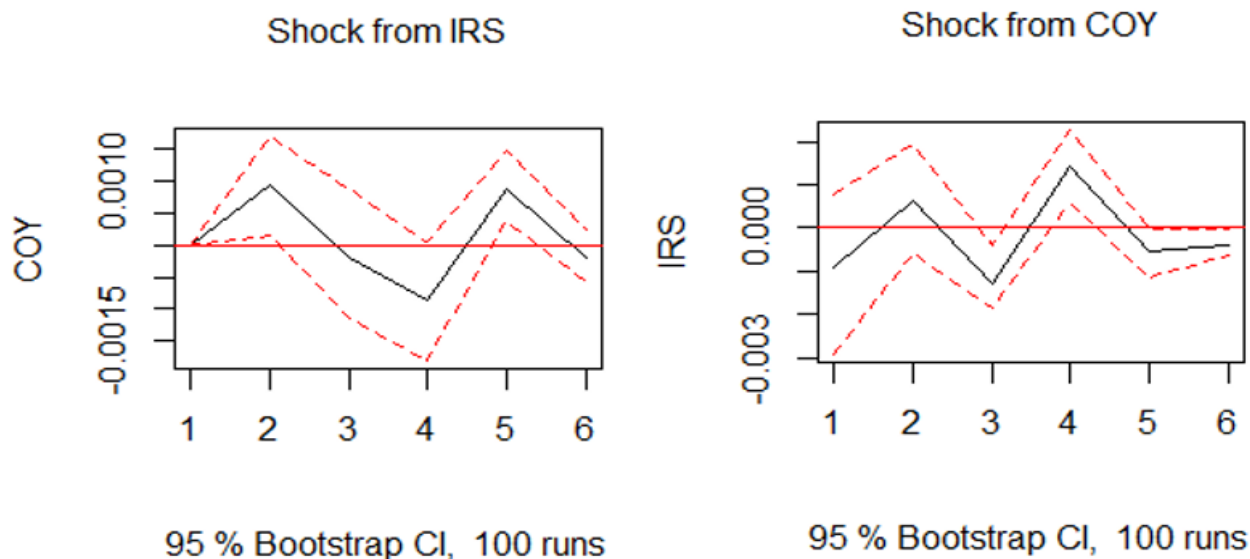 Shock from IRS
COY
0.0010
-0.0015
1 2 3 4 5 6
95 % Bootstrap CI, 100 runs
Shock from COY
IRS
0.000
-0.003
1 2 3 4 5 6
95 % Bootstrap CI, 100 runs